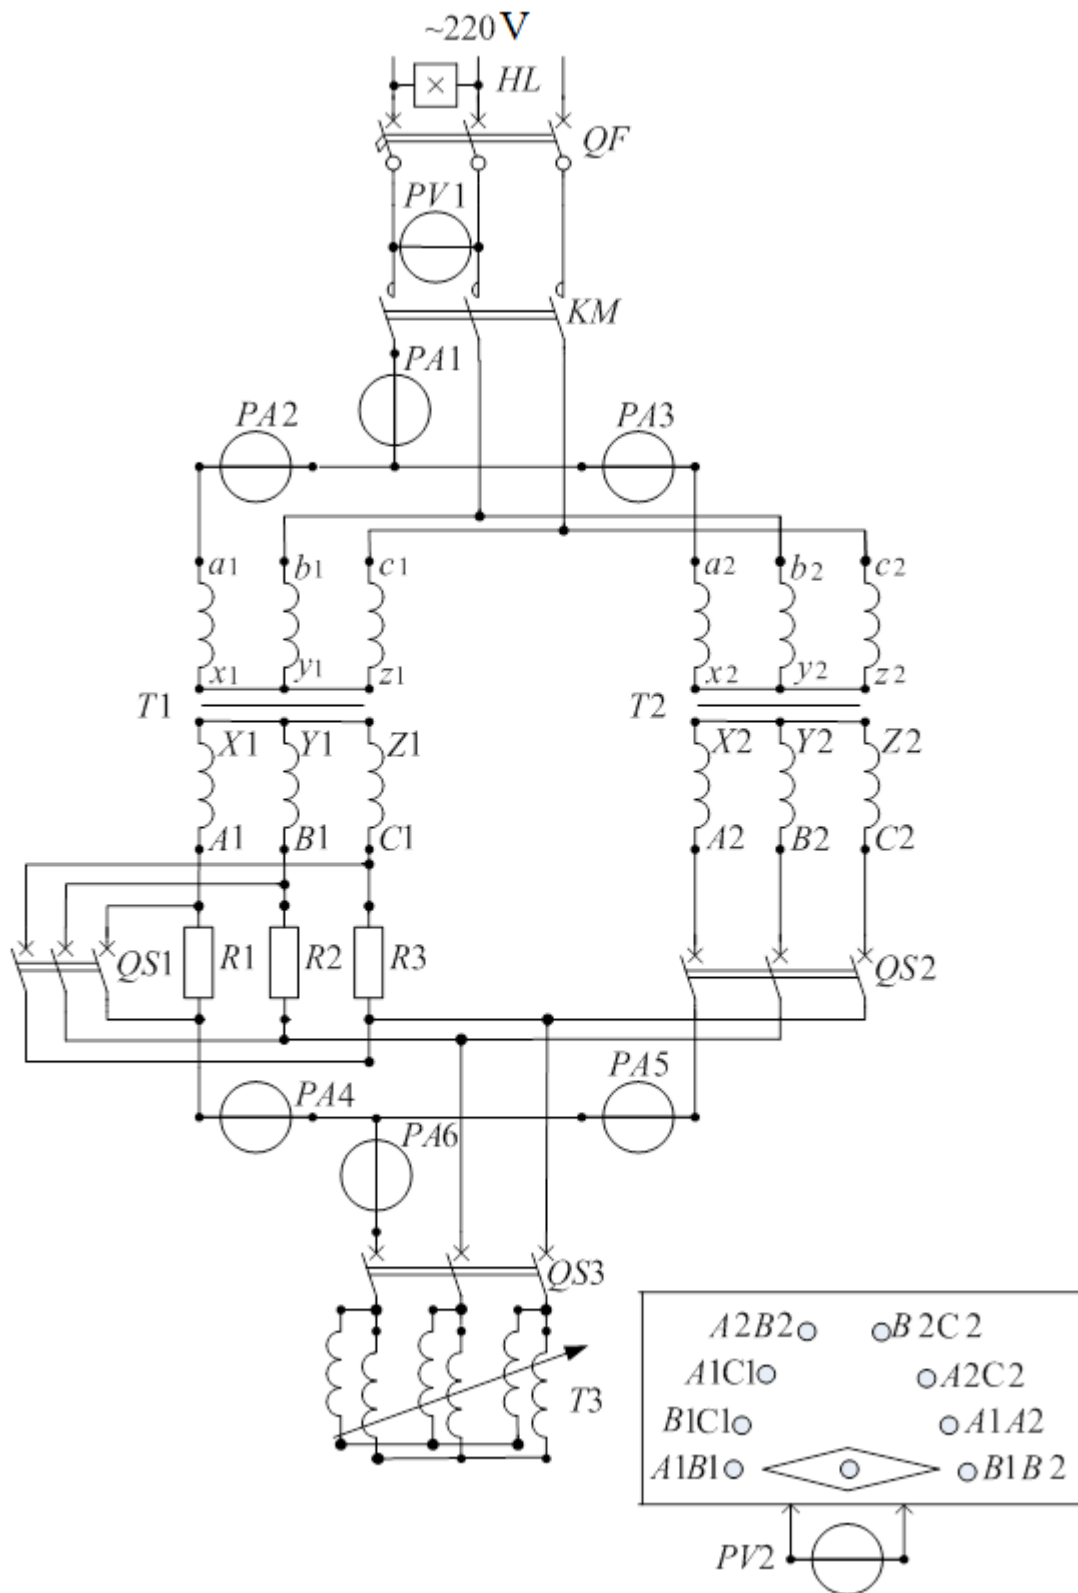 ~220 V
HL
QF
PV1
KM
PA1
PA2
PA3
a1 b1 c1 a2 b2 c2
x1 y1 z1 x2 y2 z2
T1 T2
X1 Y1 Z1 X2 Y2 Z2
A1 B1 C1 A2 B2 C2
QS1 R1 R2 R3 QS2
PA4 PA5
PA6
QS3
A2B2 B2C2
A1C1 A2C2
T3
B1C1 A1A2
A1B1 B1B2
PV2